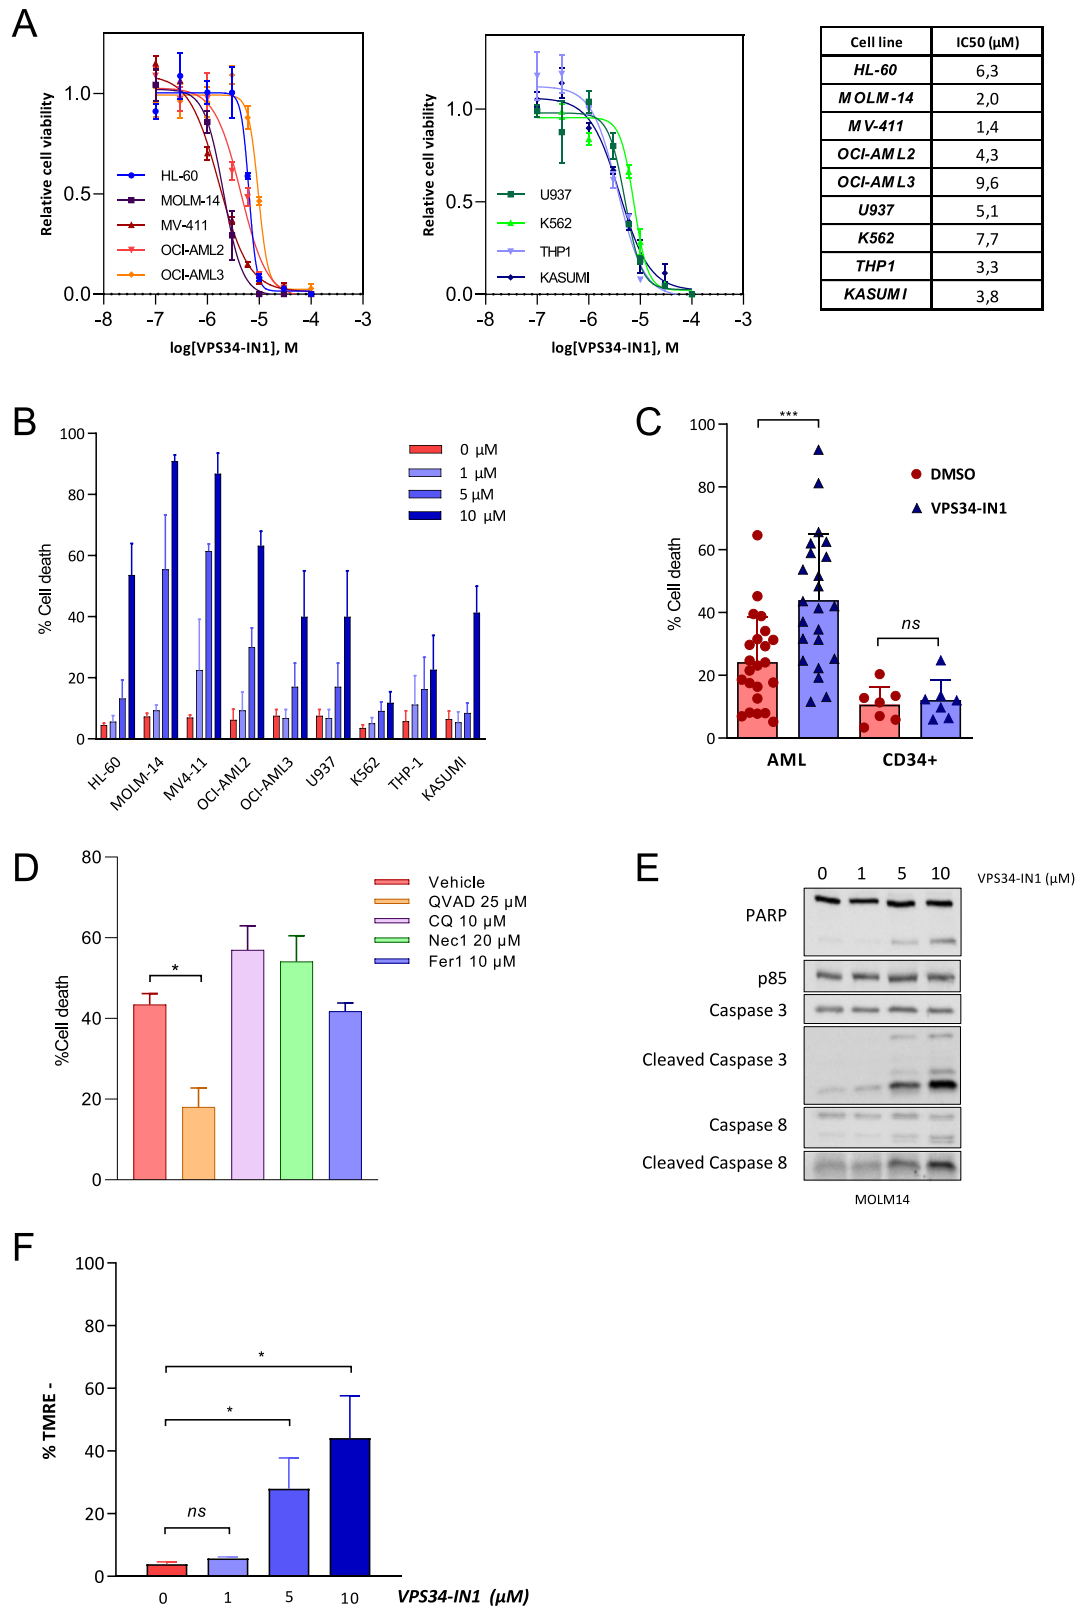 A
Relative cell viability
1.0
0.5
0.0
HL-60
MOLM-14
MV-411
OCI-AML2
OCI-AML3
-8 -7 -6 -5 -4 -3
log[VPS34-IN1], M
Relative cell viability
1.0
0.5
0.0
U937
K562
THP1
KASUMI
-8 -7 -6 -5 -4 -3
log[VPS34-IN1], M
Cell line IC50 (µM)
HL-60 6,3
MOLM-14 2,0
MV-411 1,4
OCI-AML2 4,3
OCI-AML3 9,6
U937 5,1
K562 7,7
THP1 3,3
KASUMI 3,8
B
% Cell death
100
80
60
40
20
0
0 µM
1 µM
5 µM
10 µM
HL-60 MOLM-14 MV4-11 OCI-AML2 OCI-AML3 U937 K562 THP-1 KASUMI
C
% Cell death
100
80
60
40
20
0
***
ns
DMSO
VPS34-IN1
AML CD34+
D
%Cell death
80
60
40
20
0
*
Vehicle
QVAD 25 µM
CQ 10 µM
Nec1 20 µM
Fer1 10 µM
E
0 1 5 10 VPS34-IN1 (µM)
PARP
p85
Caspase 3
Cleaved Caspase 3
Caspase 8
Cleaved Caspase 8
MOLM14
F
% TMRE -
100
80
60
40
20
0
*
*
ns
0 1 5 10 VPS34-IN1 (µM)